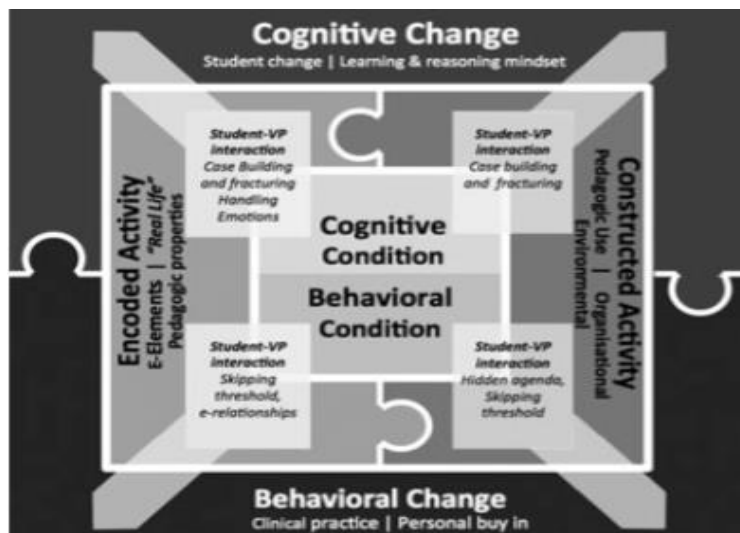 Cognitive Change
Student change | Learning & reasoning mindset
Student-VP
interaction
Case Building
and fracturing
Handling
Emotions
Student-VP
interaction
Case building
and fracturing
Encoded Activity
E-Elements | "Real Life"
Pedagogic properties
Cognitive
Condition
Behavioral
Condition
Constructed Activity
Pedagogic Use | Organisational
Environmental
Student-VP
interaction
Skipping
threshold,
e-relationships
Student-VP
interaction
Hidden agenda,
Skipping
threshold
Behavioral Change
Clinical practice | Personal buy in